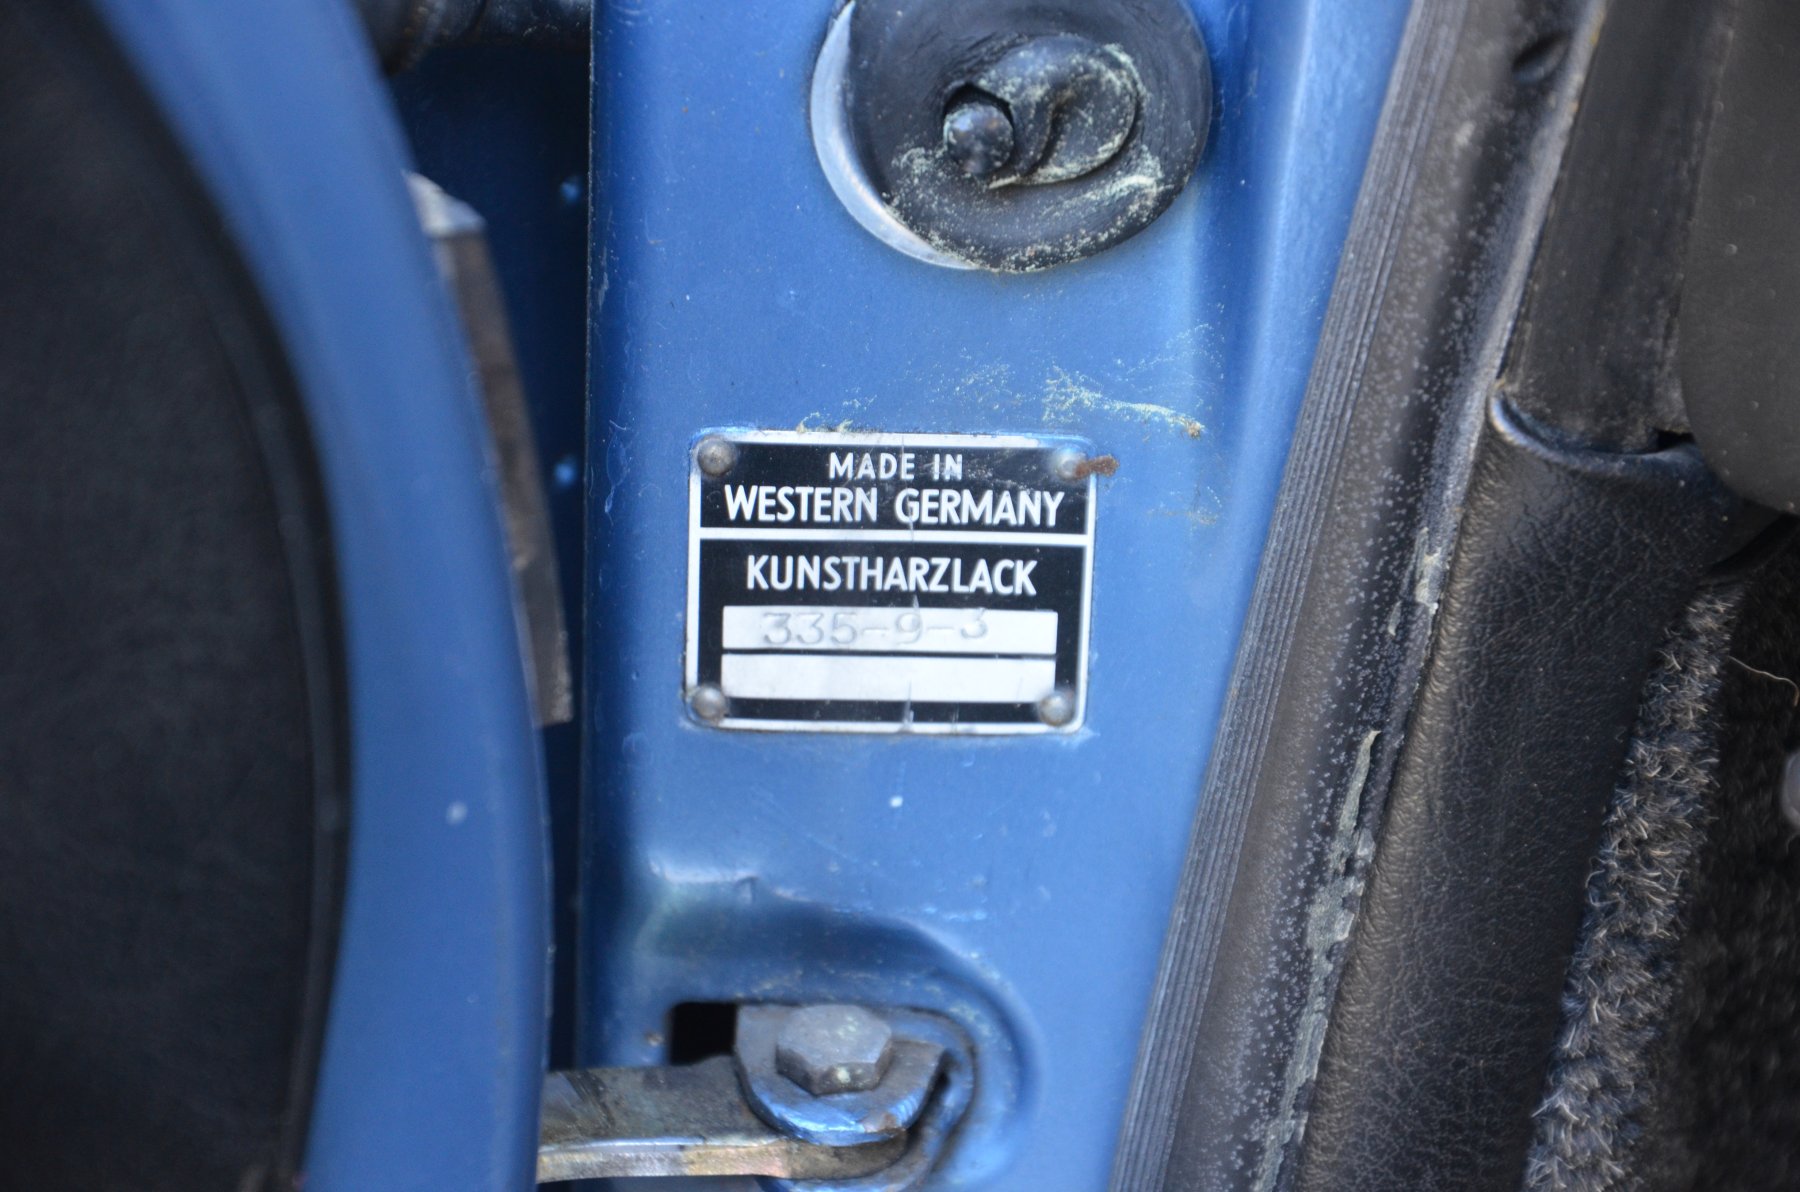 MADE IN
WESTERN GERMANY
KUNSTHARZLACK
335-9-3